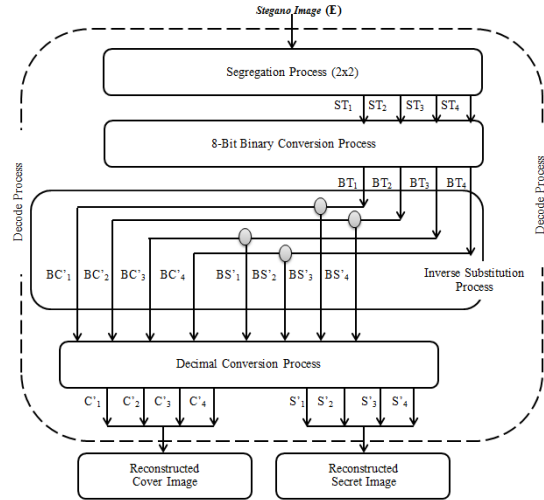 Stegano Image (E)
Segregation Process (2x2)
ST₁ ST₂ ST₃ ST₄
8-Bit Binary Conversion Process
BT₁ BT₂ BT₃ BT₄
Decode Process
Decode Process
BC'₁ BC'₂ BC'₃ BC'₄ BS'₁ BS'₂ BS'₃ BS'₄
Inverse Substitution
Process
Decimal Conversion Process
C'₁ C'₂ C'₃ C'₄ S'₁ S'₂ S'₃ S'₄
Reconstructed
Cover Image
Reconstructed
Secret Image